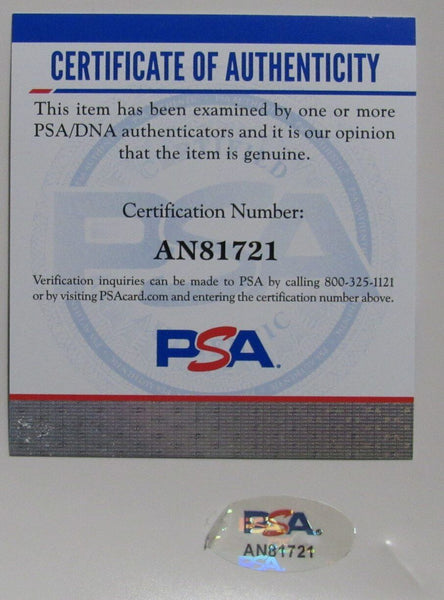 CERTIFICATE OF AUTHENTICITY
This item has been examined by one or more
PSA/DNA authenticators and it is our opinion
that the item is genuine.
Certification Number:
AN81721
Verification inquiries can be made to PSA by calling 800-325-1121
or by visiting PSAcard.com and entering the certification number above.
PSA
PSA
AN81721
PSA